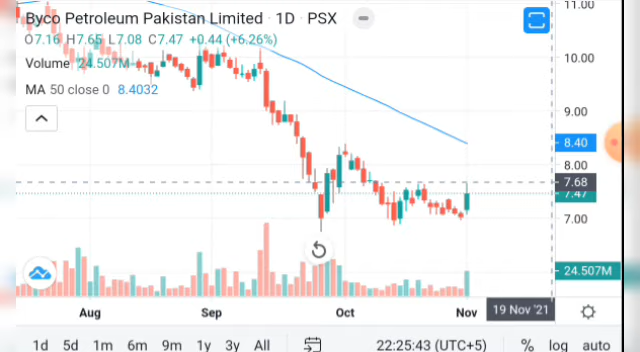 11.00
Byco Petroleum Pakistan Limited · 1D · PSX
O7.16 H7.65 L7.08 C7.47 +0.44 (+6.26%)
Volume 24.507M
MA 50 close 0 8.4032
10.00
9.00
8.40
8.00
7.68
7.47
7.00
24.507M
Aug Sep Oct Nov 19 Nov '21
1d 5d 1m 6m 9m 1y 3y All 22:25:43 (UTC+5) % log auto